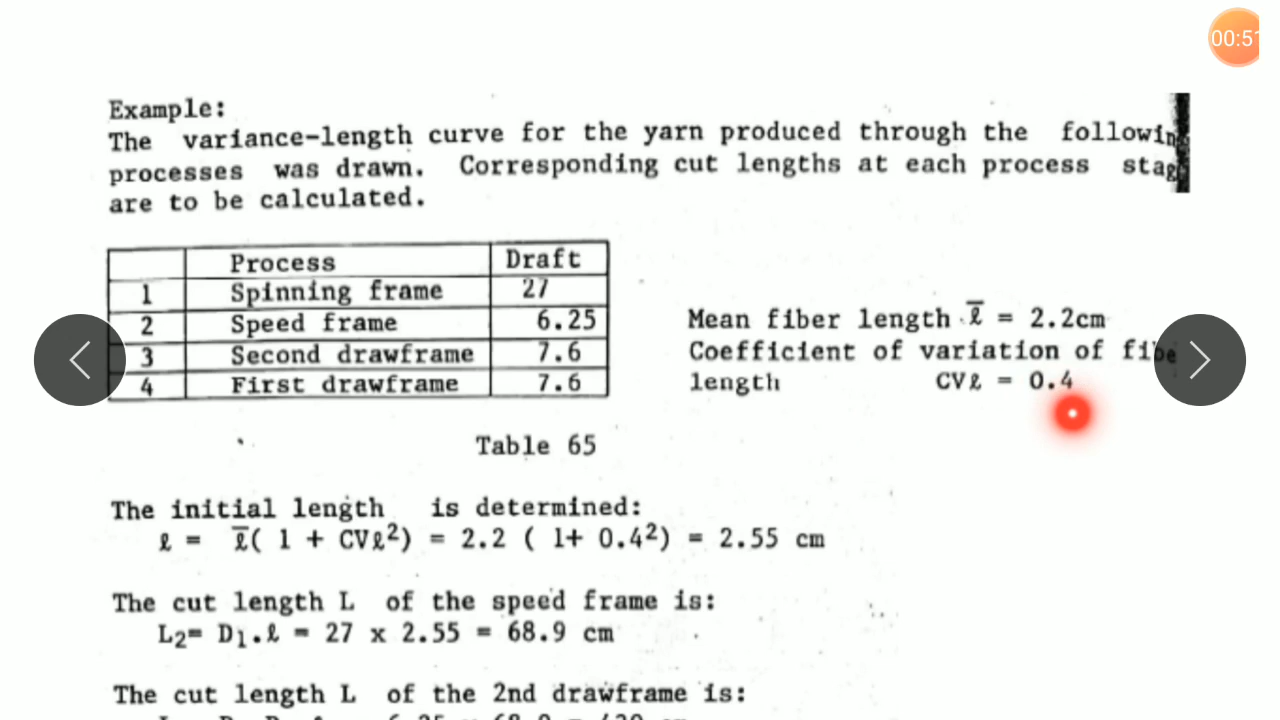 00:51
Example:
The variance-length curve for the yarn produced through the
processes was drawn. Corresponding cut lengths at each process
are to be calculated.
Process Draft
1 Spinning frame 27
2 Speed frame 6.25
3 Second drawframe 7.6
4 First drawframe 7.6
Mean fiber length l̅ = 2.2cm
Coefficient of variation of
length CVℓ = 0.4
Table 65
The initial length is determined:
ℓ = ℓ̅( 1 + CVℓ²) = 2.2 ( 1+ 0.4²) = 2.55 cm
The cut length L of the speed frame is:
L₂= D₁.ℓ = 27 x 2.55 = 68.9 cm
The cut length L of the 2nd drawframe is: